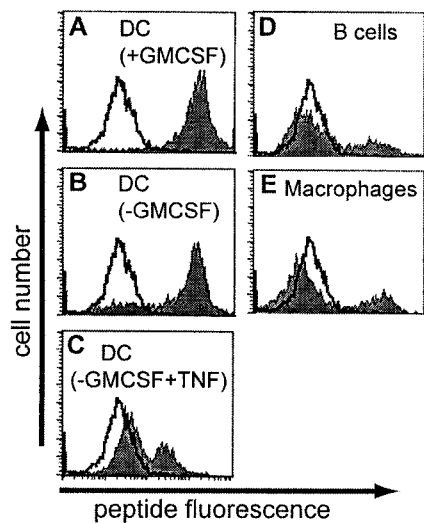 A
DC
(+GMCSF)
B
DC
(-GMCSF)
C
DC
(-GMCSF+TNF)
D
B cells
E
Macrophages
cell number
peptide fluorescence